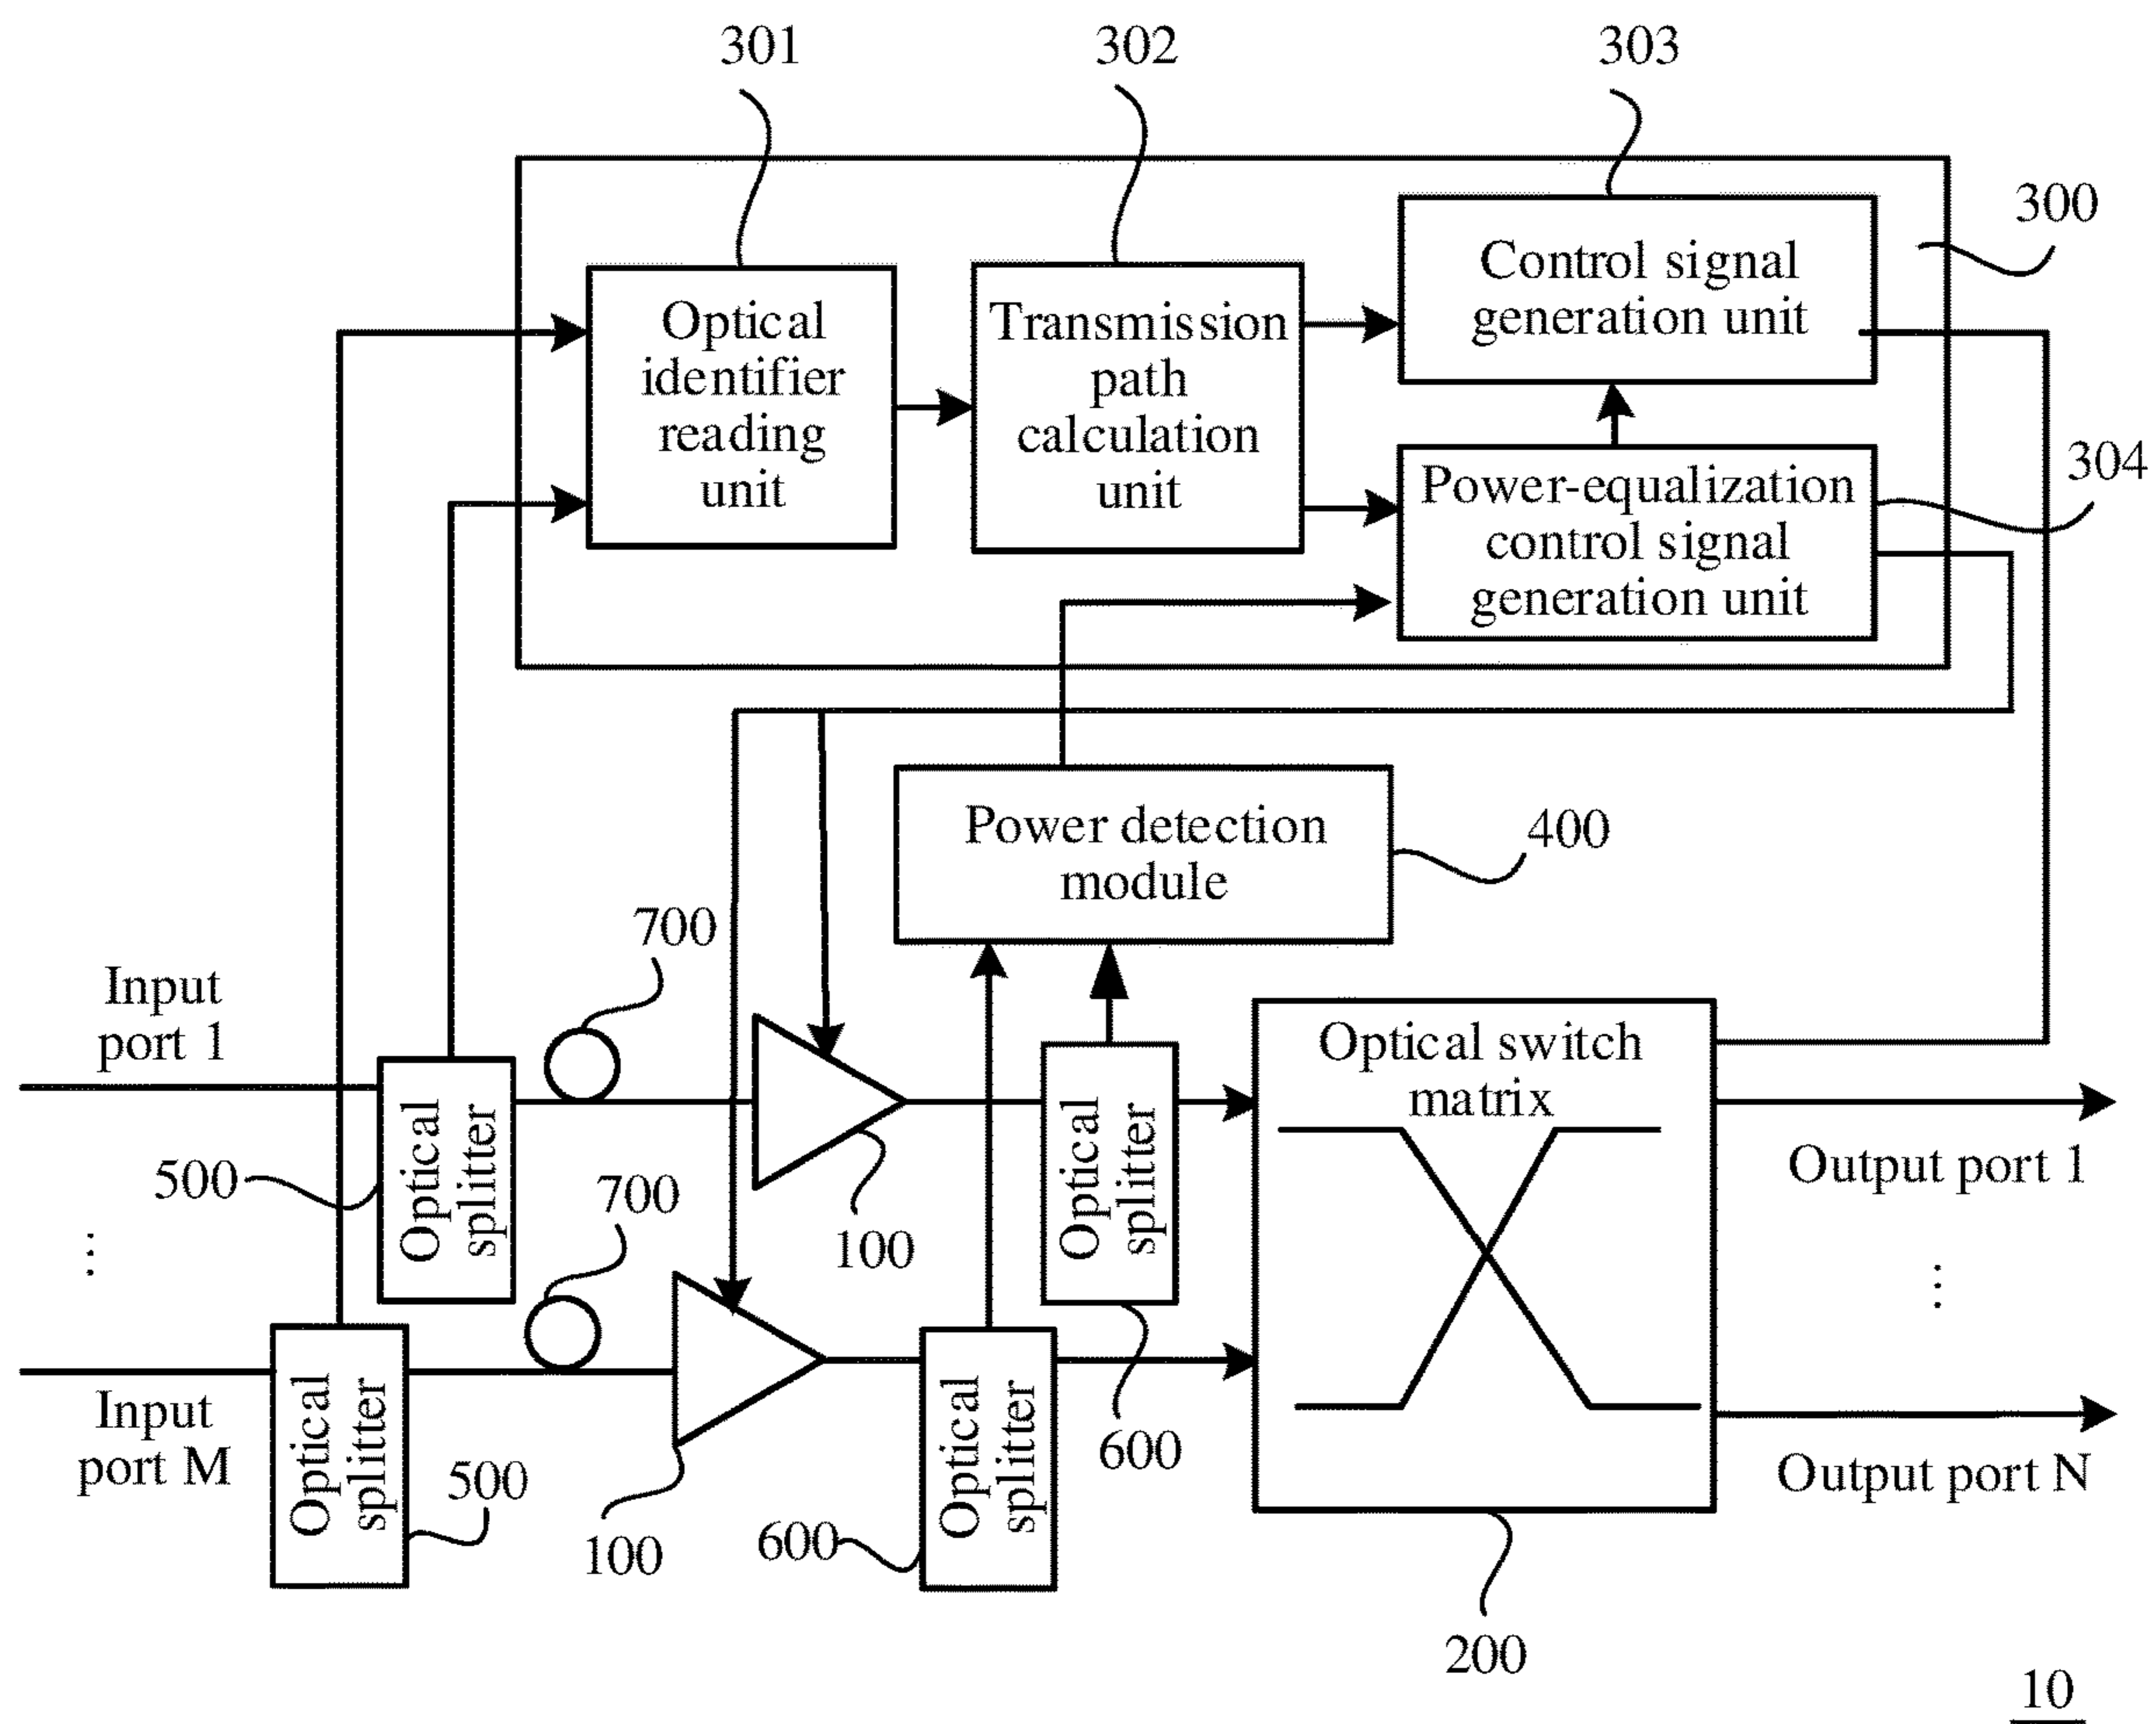 301
302
303
300
Optical
identifier
reading
unit
Transmission
path
calculation
unit
Control signal
generation unit
304
Power-equalization
control signal
generation unit
Power detection
module
400
700
Input
port 1
Optical
splitter
500
700
100
Optical
splitter
Optical switch
matrix
Output port 1
⋮
⋮
Input
port M
Optical
splitter
500
100
600
Optical
splitter
600
Output port N
200
10